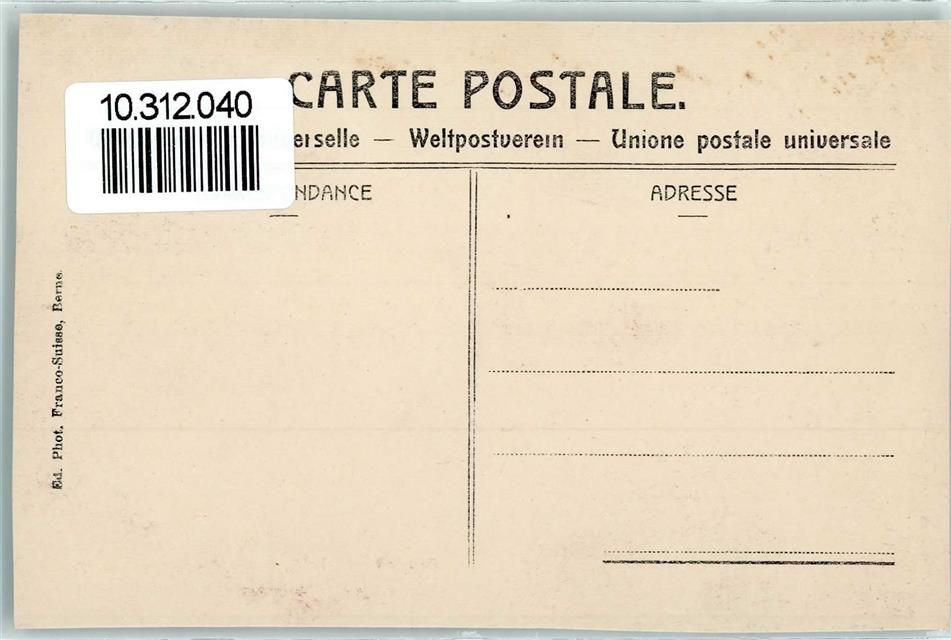 CARTE POSTALE.
10.312.040
erselle — Weltpostverein — Unione postale universale
NDANCE
ADRESSE
Ed. Phot. Franco-Suisse, Berne.